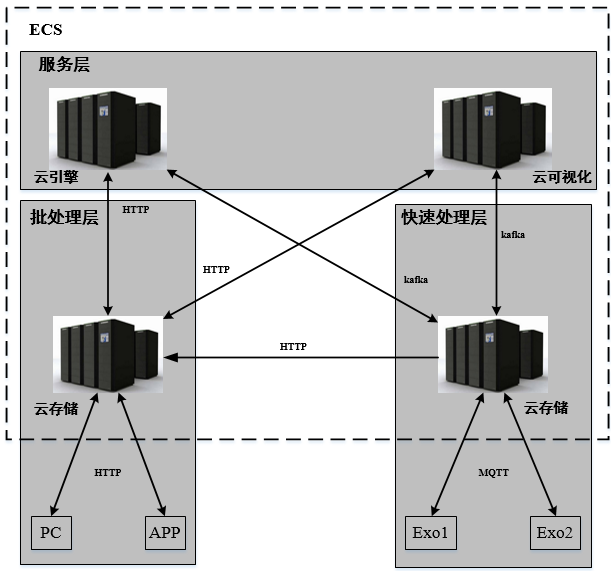 ECS
服务层
云引擎
云可视化
批处理层
HTTP
快速处理层
kafka
HTTP
kafka
HTTP
云存储
云存储
HTTP
MQTT
PC
APP
Exo1
Exo2